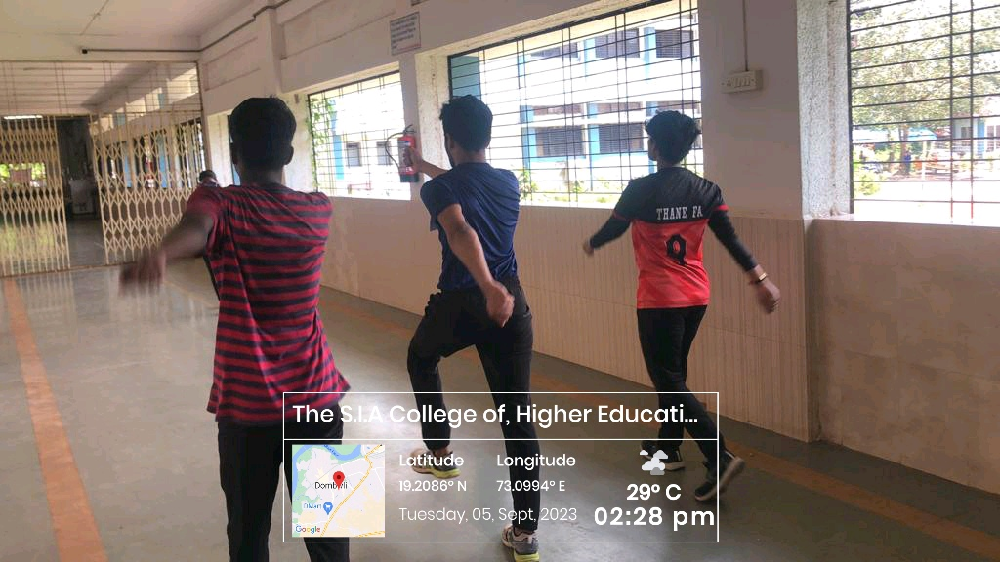 THANE FA
9
The S.I.A College of, Higher Educati...
Latitude
Longitude
19.2086° N
73.0994° E
Tuesday, 05, Sept, 2023
29° C
02:28 pm
Dombivli
DMart
Google